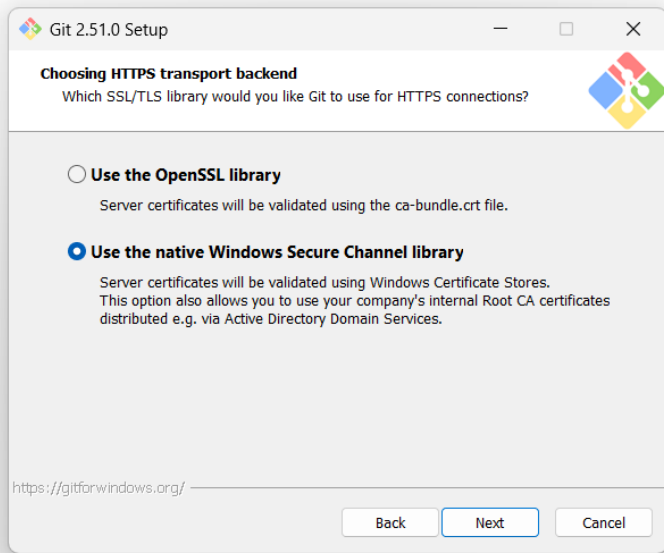 Git 2.51.0 Setup
Choosing HTTPS transport backend
Which SSL/TLS library would you like Git to use for HTTPS connections?
Use the OpenSSL library
Server certificates will be validated using the ca-bundle.crt file.
Use the native Windows Secure Channel library
Server certificates will be validated using Windows Certificate Stores.
This option also allows you to use your company's internal Root CA certificates
distributed e.g. via Active Directory Domain Services.
https://gitforwindows.org/
Back Next Cancel